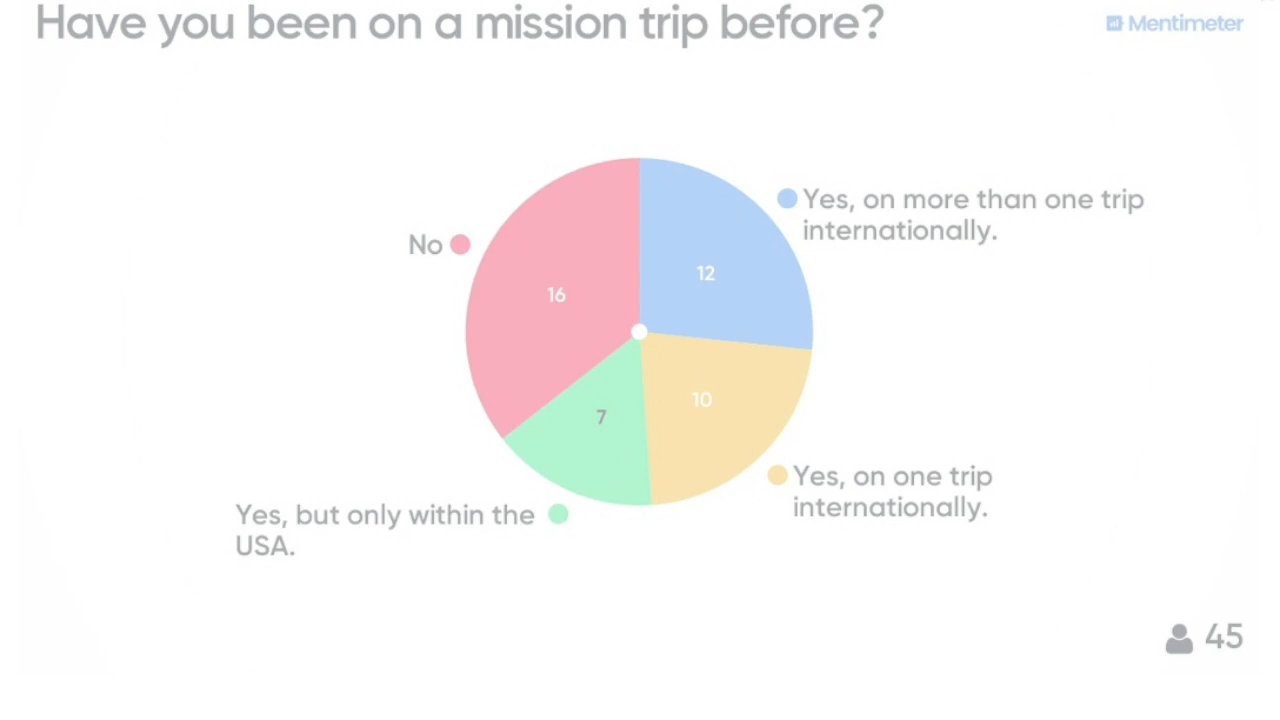 Have you been on a mission trip before?
Mentimeter
Yes, on more than one trip
internationally.
No
12
16
10
7
Yes, on one trip
internationally.
Yes, but only within the
USA.
45